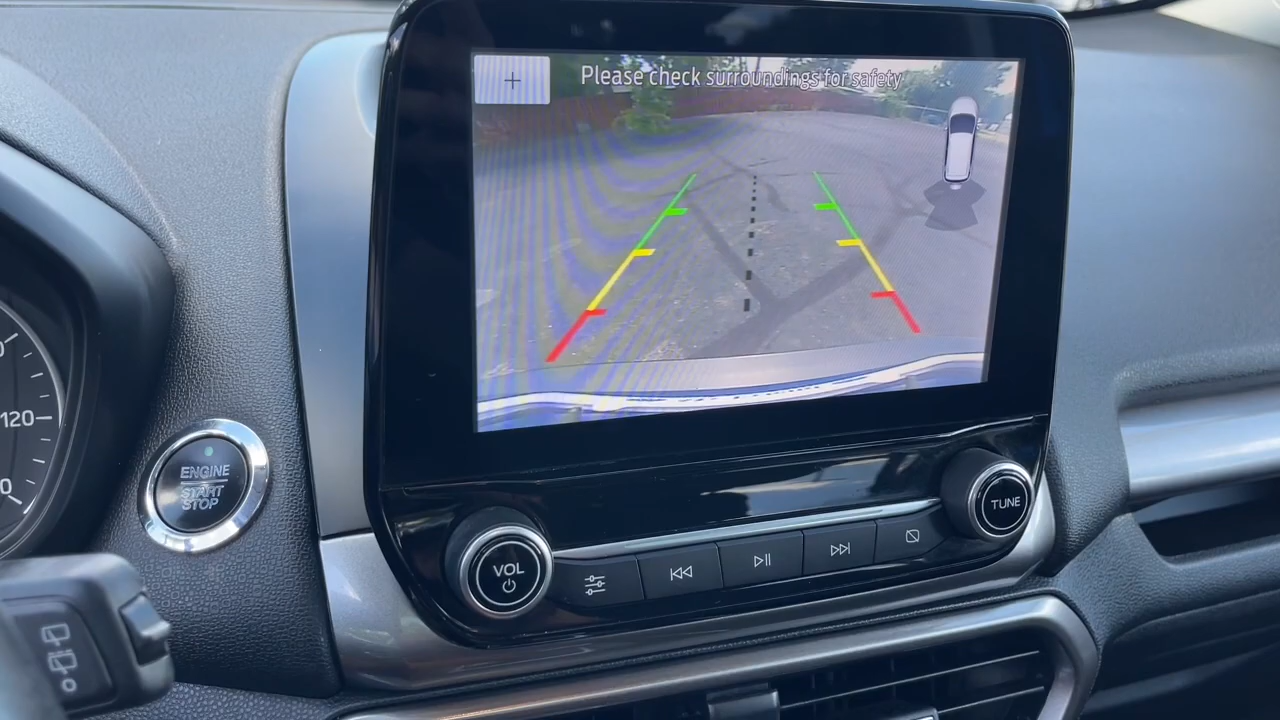 Please check surroundings for safety
120
ENGINE
START
STOP
VOL
TUNE